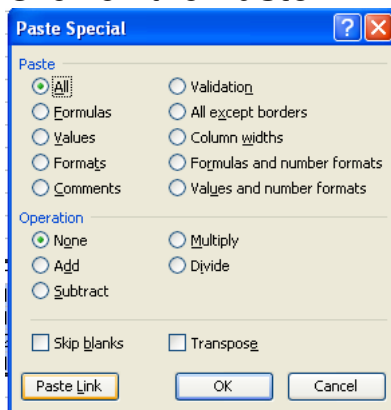 Paste Special
Paste
All
Validation
Formulas
All except borders
Values
Column widths
Formats
Formulas and number formats
Comments
Values and number formats
Operation
None
Multiply
Add
Divide
Subtract
Skip blanks
Transpose
Paste Link
OK
Cancel